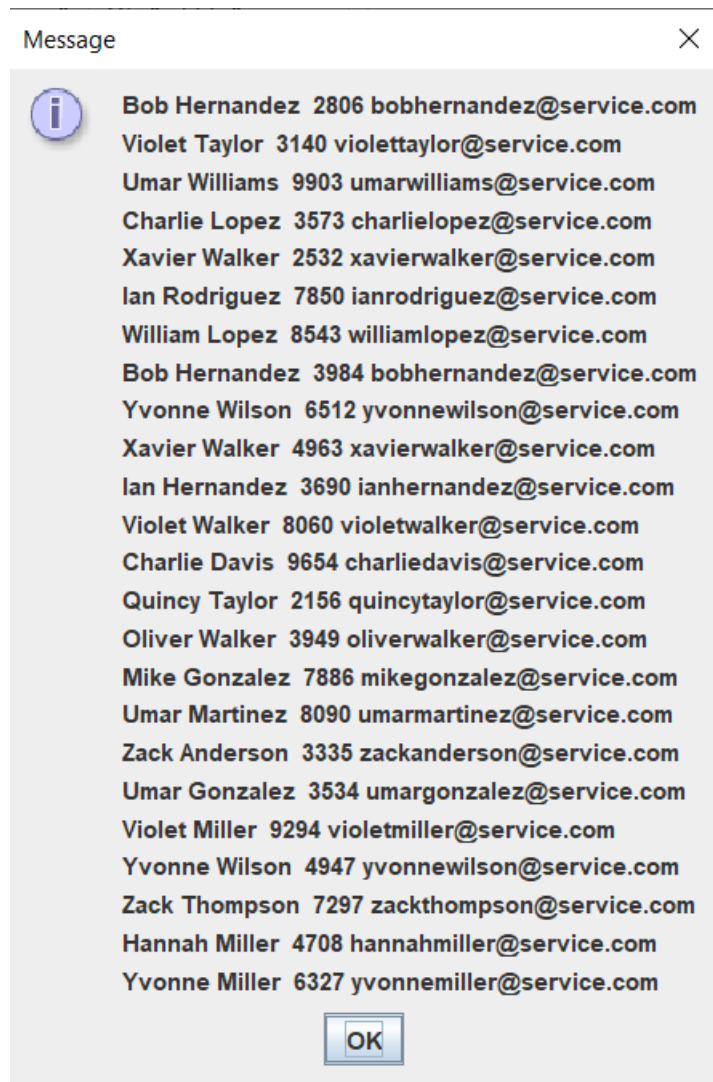 Message
Bob Hernandez  2806 bobhernandez@service.com
Violet Taylor  3140 violettaylor@service.com
Umar Williams  9903 umarwilliams@service.com
Charlie Lopez  3573 charlielopez@service.com
Xavier Walker  2532 xavierwalker@service.com
Ian Rodriguez  7850 ianrodriguez@service.com
William Lopez  8543 williamlopez@service.com
Bob Hernandez  3984 bobhernandez@service.com
Yvonne Wilson  6512 yvonnewilson@service.com
Xavier Walker  4963 xavierwalker@service.com
Ian Hernandez  3690 ianhernandez@service.com
Violet Walker  8060 violetwalker@service.com
Charlie Davis  9654 charliedavis@service.com
Quincy Taylor  2156 quincytaylor@service.com
Oliver Walker  3949 oliverwalker@service.com
Mike Gonzalez  7886 mikegonzalez@service.com
Umar Martinez  8090 umarmartinez@service.com
Zack Anderson  3335 zackanderson@service.com
Umar Gonzalez  3534 umargonzalez@service.com
Violet Miller  9294 violetmiller@service.com
Yvonne Wilson  4947 yvonnewilson@service.com
Zack Thompson  7297 zackthompson@service.com
Hannah Miller  4708 hannahmiller@service.com
Yvonne Miller  6327 yvonnemiller@service.com
OK